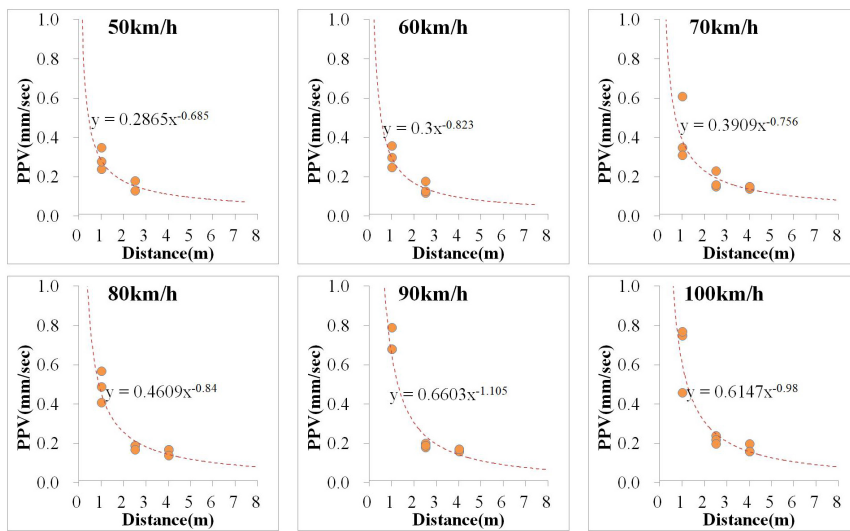 50km/h
1.0
0.8
0.6
0.4
0.2
0.0
PPV(mm/sec)
y = 0.2865x-0.685
0 1 2 3 4 5 6 7 8
Distance(m)
60km/h
1.0
0.8
0.6
0.4
0.2
0.0
PPV(mm/sec)
y = 0.3x-0.823
0 1 2 3 4 5 6 7 8
Distance(m)
70km/h
1.0
0.8
0.6
0.4
0.2
0.0
PPV(mm/sec)
y = 0.3909x-0.756
0 1 2 3 4 5 6 7 8
Distance(m)
80km/h
1.0
0.8
0.6
0.4
0.2
0.0
PPV(mm/sec)
y = 0.4609x-0.84
0 1 2 3 4 5 6 7 8
Distance(m)
90km/h
1.0
0.8
0.6
0.4
0.2
0.0
PPV(mm/sec)
y = 0.6603x-1.105
0 1 2 3 4 5 6 7 8
Distance(m)
100km/h
1.0
0.8
0.6
0.4
0.2
0.0
PPV(mm/sec)
y = 0.6147x-0.98
0 1 2 3 4 5 6 7 8
Distance(m)